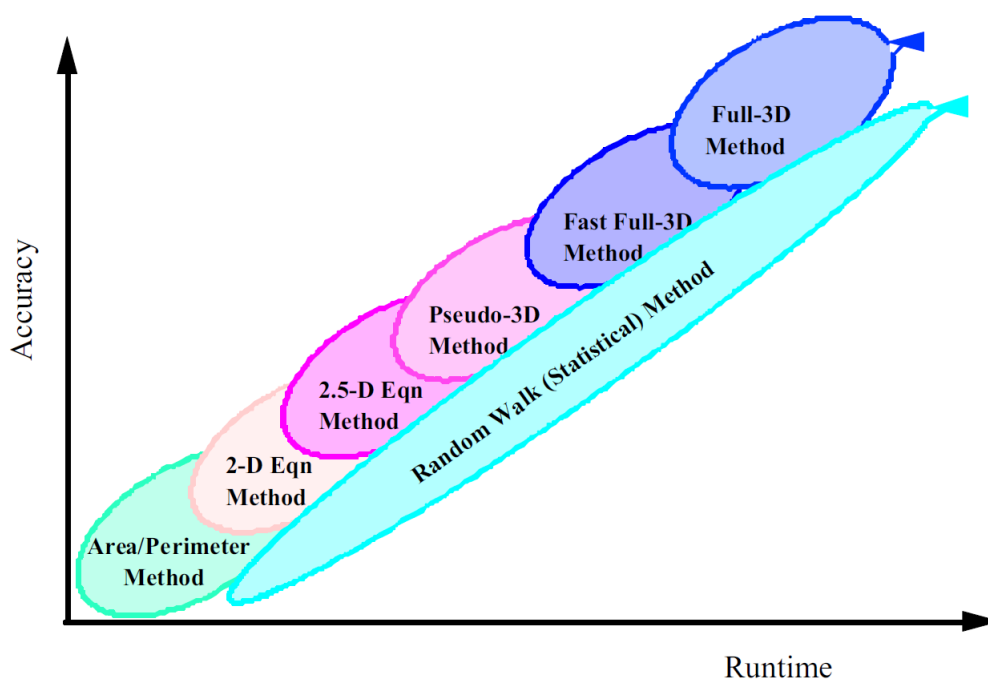 Full-3D
Method
Fast Full-3D
Method
Pseudo-3D
Method
2.5-D Eqn
Method
2-D Eqn
Method
Area/Perimeter
Method
Random Walk (Statistical) Method
Accuracy
Runtime